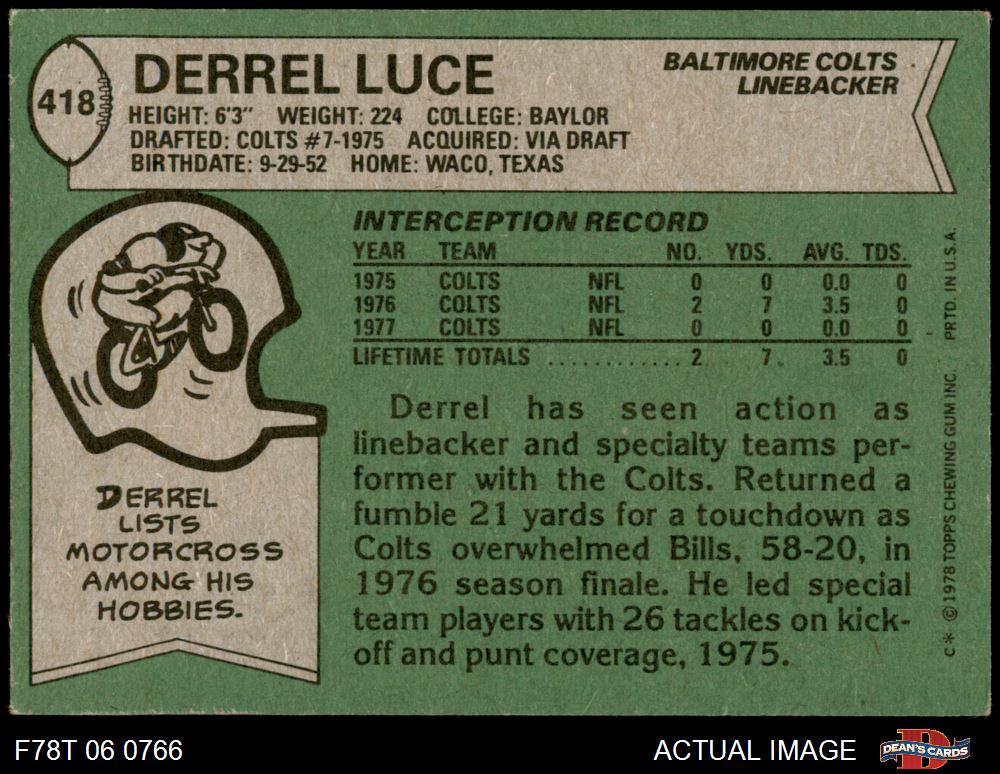 418
DERREL LUCE
BALTIMORE COLTS
LINEBACKER
HEIGHT: 6'3" WEIGHT: 224 COLLEGE: BAYLOR
DRAFTED: COLTS #7-1975 ACQUIRED: VIA DRAFT
BIRTHDATE: 9-29-52 HOME: WACO, TEXAS
INTERCEPTION RECORD
YEAR TEAM NO. YDS. AVG. TDS.
1975 COLTS NFL 0 0 0.0 0
1976 COLTS NFL 2 7 3.5 0
1977 COLTS NFL 0 0 0.0 0
LIFETIME TOTALS ............ 2 7 3.5 0
Derrel has seen action as
linebacker and specialty teams per-
former with the Colts. Returned a
fumble 21 yards for a touchdown as
Colts overwhelmed Bills, 58-20, in
1976 season finale. He led special
team players with 26 tackles on kick-
off and punt coverage, 1975.
DERREL
LISTS
MOTORCROSS
AMONG HIS
HOBBIES.
C* ©1978 TOPPS CHEWING GUM INC. PRTD. IN U.S.A.
F78T 06 0766
ACTUAL IMAGE
DEAN'S CARDS